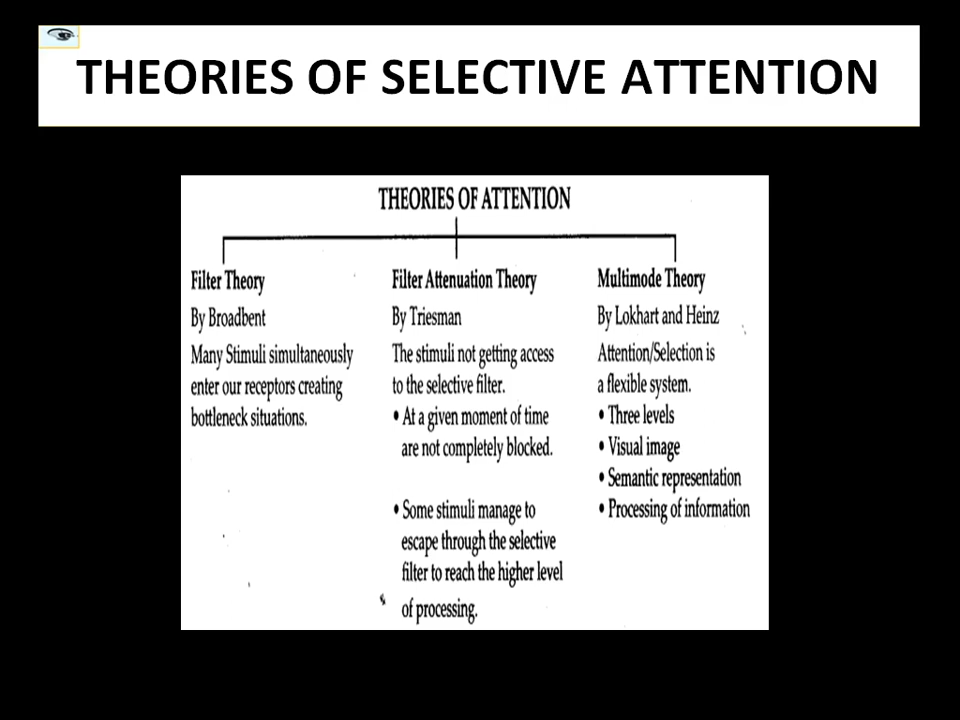 THEORIES OF SELECTIVE ATTENTION
THEORIES OF ATTENTION
Filter Theory
By Broadbent
Many Stimuli simultaneously
enter our receptors creating
bottleneck situations.
Filter Attenuation Theory
By Triesman
The stimuli not getting access
to the selective filter.
• At a given moment of time
are not completely blocked.
• Some stimuli manage to
escape through the selective
filter to reach the higher level
of processing.
Multimode Theory
By Lokhart and Heinz
Attention/Selection is
a flexible system.
• Three levels
• Visual image
• Semantic representation
• Processing of information